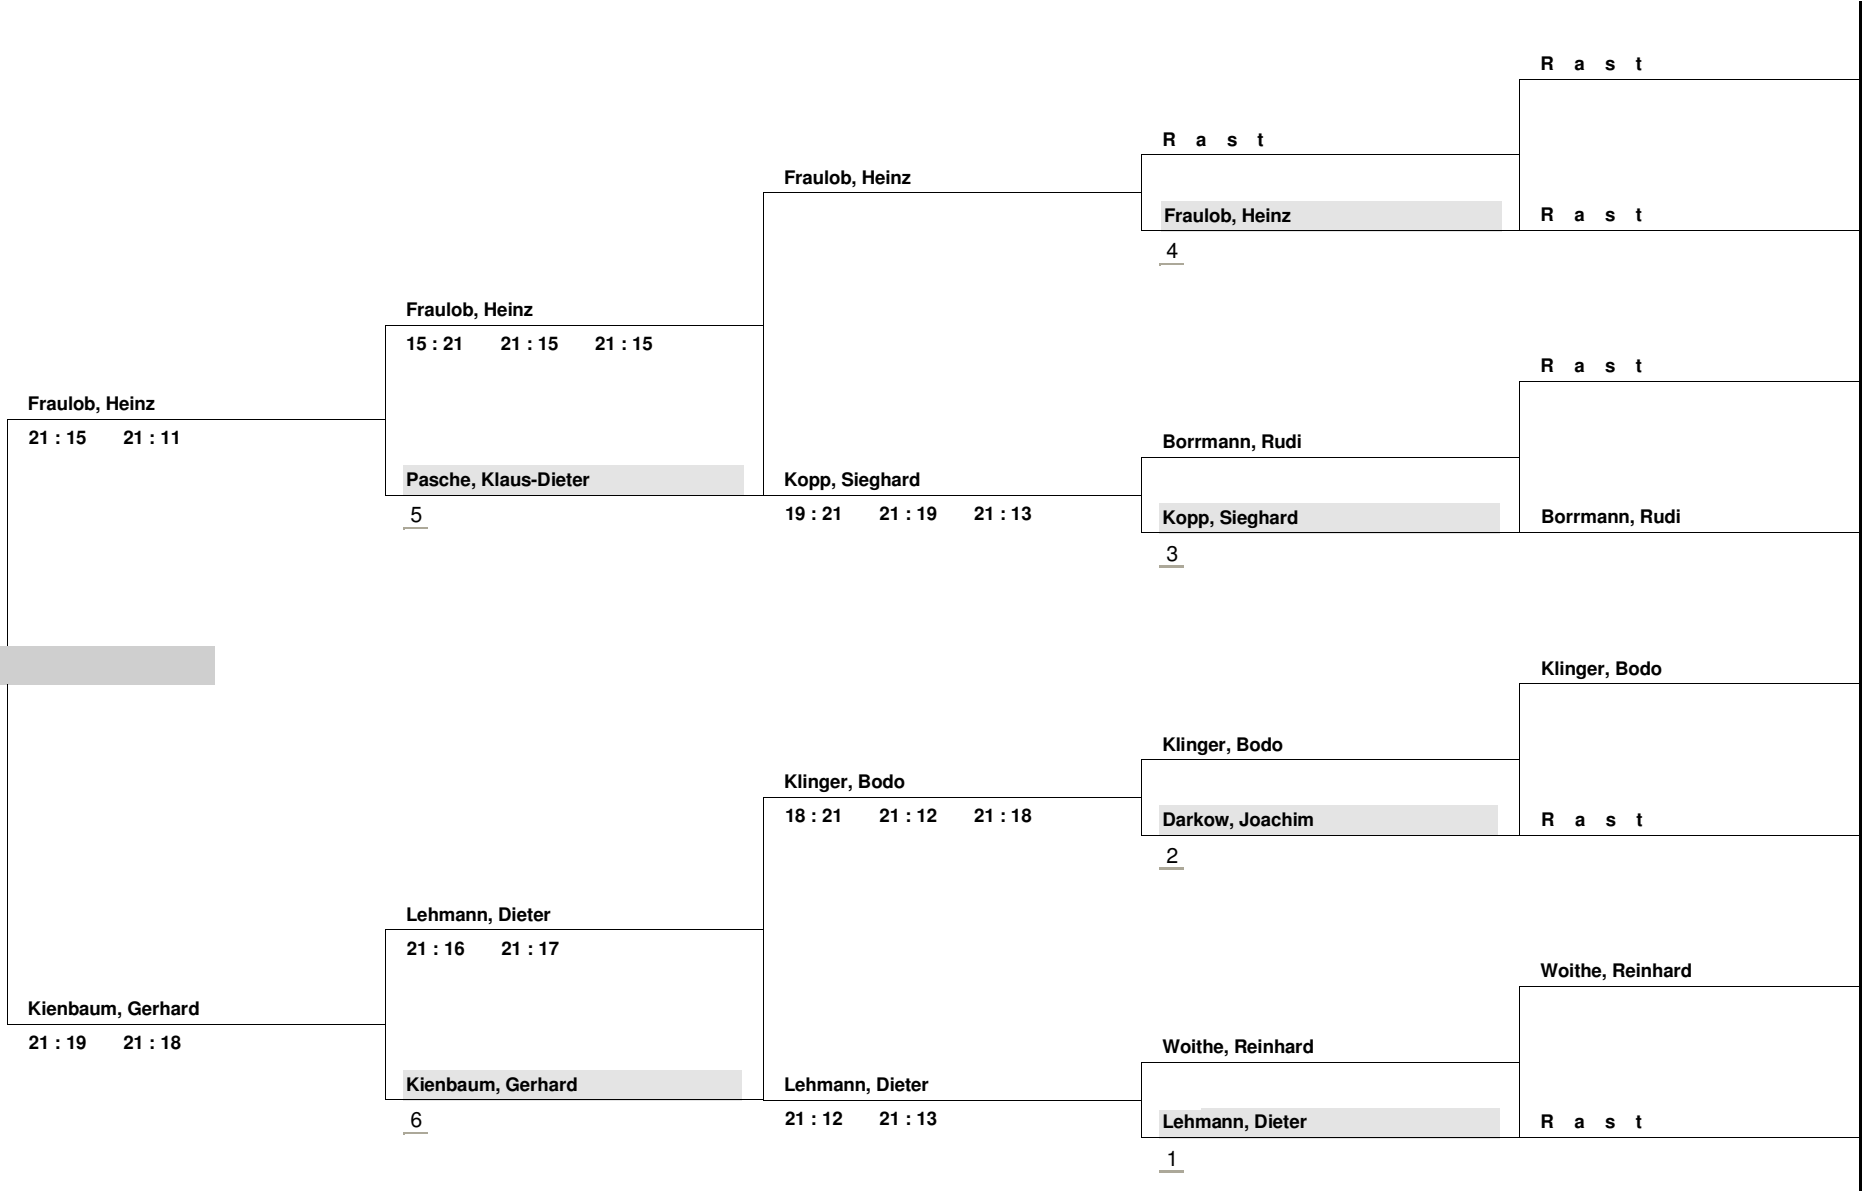 R a s t
R a s t
Fraulob, Heinz
Fraulob, Heinz
R a s t
4
Fraulob, Heinz
15 : 21 21 : 15 21 : 15
R a s t
Fraulob, Heinz
21 : 15 21 : 11
Borrmann, Rudi
Pasche, Klaus-Dieter
Kopp, Sieghard
5
19 : 21 21 : 19 21 : 13
Kopp, Sieghard
Borrmann, Rudi
3
Klinger, Bodo
Klinger, Bodo
Klinger, Bodo
18 : 21 21 : 12 21 : 18
Darkow, Joachim
R a s t
2
Lehmann, Dieter
21 : 16 21 : 17
Woithe, Reinhard
Kienbaum, Gerhard
21 : 19 21 : 18
Woithe, Reinhard
Kienbaum, Gerhard
Lehmann, Dieter
6
21 : 12 21 : 13
Lehmann, Dieter
R a s t
1